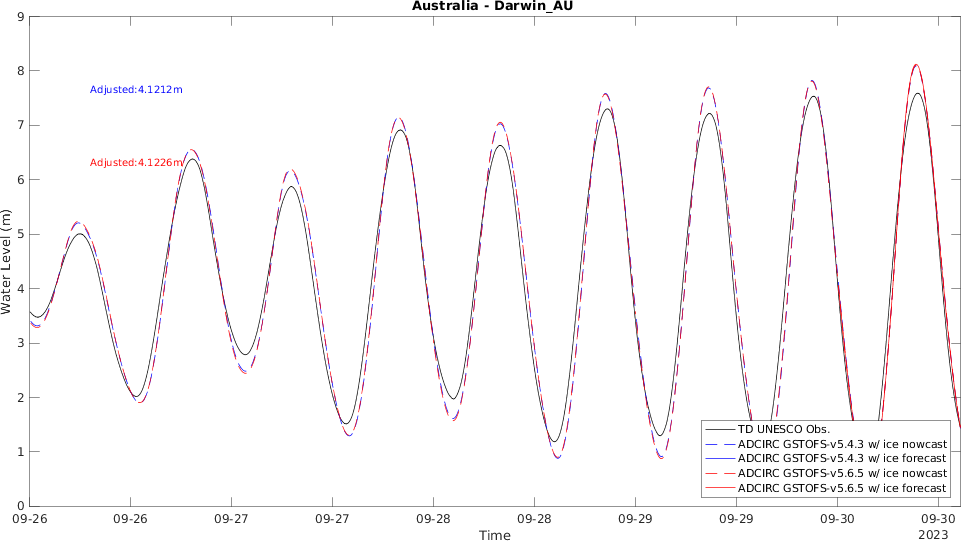 Australia - Darwin_AU
9
8
7
6
5
4
3
2
1
0
Water Level (m)
Adjusted:4.1212m
Adjusted:4.1226m
TD UNESCO Obs.
ADCIRC GSTOFS-v5.4.3 w/ ice nowcast
ADCIRC GSTOFS-v5.4.3 w/ ice forecast
ADCIRC GSTOFS-v5.6.5 w/ ice nowcast
ADCIRC GSTOFS-v5.6.5 w/ ice forecast
09-26 09-26 09-27 09-27 09-28 09-28 09-29 09-29 09-30 09-30
2023
Time